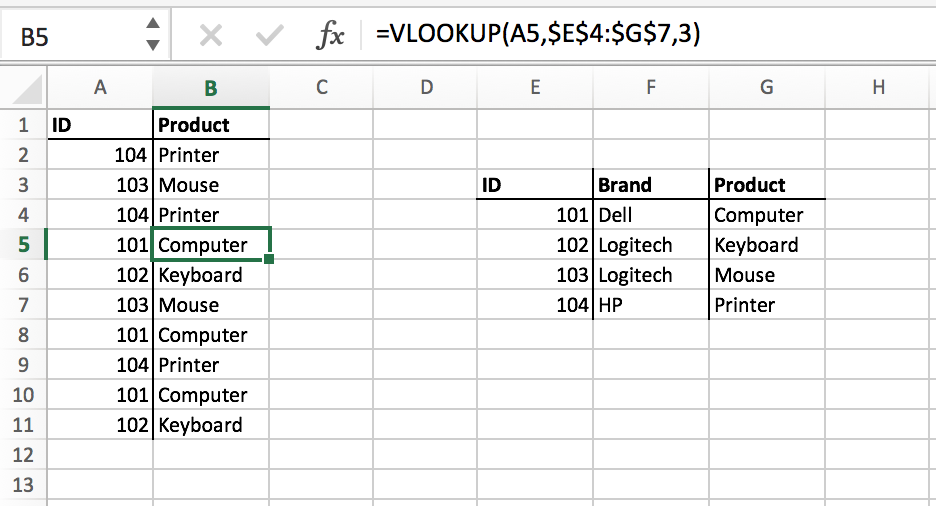 B5 fx =VLOOKUP(A5,$E$4:$G$7,3)
A B C D E F G H
1 ID Product
2 104 Printer
3 103 Mouse ID Brand Product
4 104 Printer 101 Dell Computer
5 101 Computer 102 Logitech Keyboard
6 102 Keyboard 103 Logitech Mouse
7 103 Mouse 104 HP Printer
8 101 Computer
9 104 Printer
10 101 Computer
11 102 Keyboard
12
13